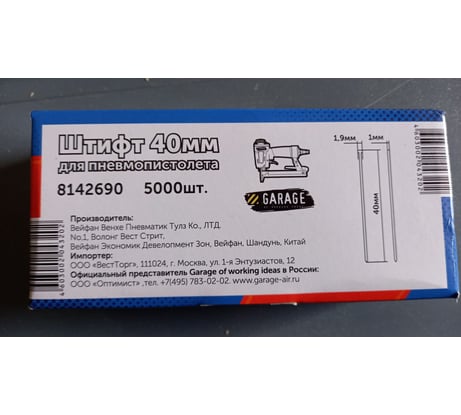 Штифт 40мм
для пневмопистолета
8142690 5000шт.
GARAGE
1,9мм 1мм
40мм
Производитель:
Вейфан Венхе Пневматик Тулз Ко., ЛТД.
No.1, Волонг Вест Стрит,
Вейфан Экономик Девелопмент Зон, Вейфан, Шандунь, Китай
Импортер:
ООО «ВестТорг», 111024, г. Москва, ул. 1-я Энтузиастов, 12
Официальный представитель Garage of working ideas в России:
ООО «Оптимист» ,тел. +7(495) 783-02-02. www.garage-air.ru
46030027043202